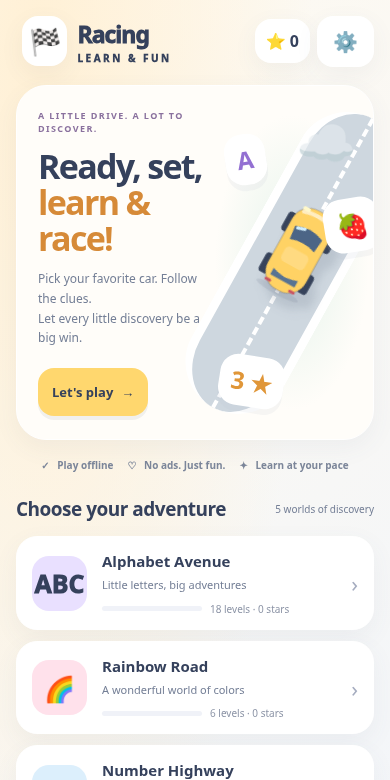 Racing
LEARN & FUN
⭐ 0
A LITTLE DRIVE. A LOT TO
DISCOVER.
Ready, set,
learn &
race!
A
Pick your favorite car. Follow
the clues.
Let every little discovery be a
big win.
3 ★
Let's play →
✓ Play offline ♡ No ads. Just fun. ✦ Learn at your pace
Choose your adventure
5 worlds of discovery
ABC
Alphabet Avenue
Little letters, big adventures
18 levels · 0 stars
Rainbow Road
A wonderful world of colors
6 levels · 0 stars
Number Highway